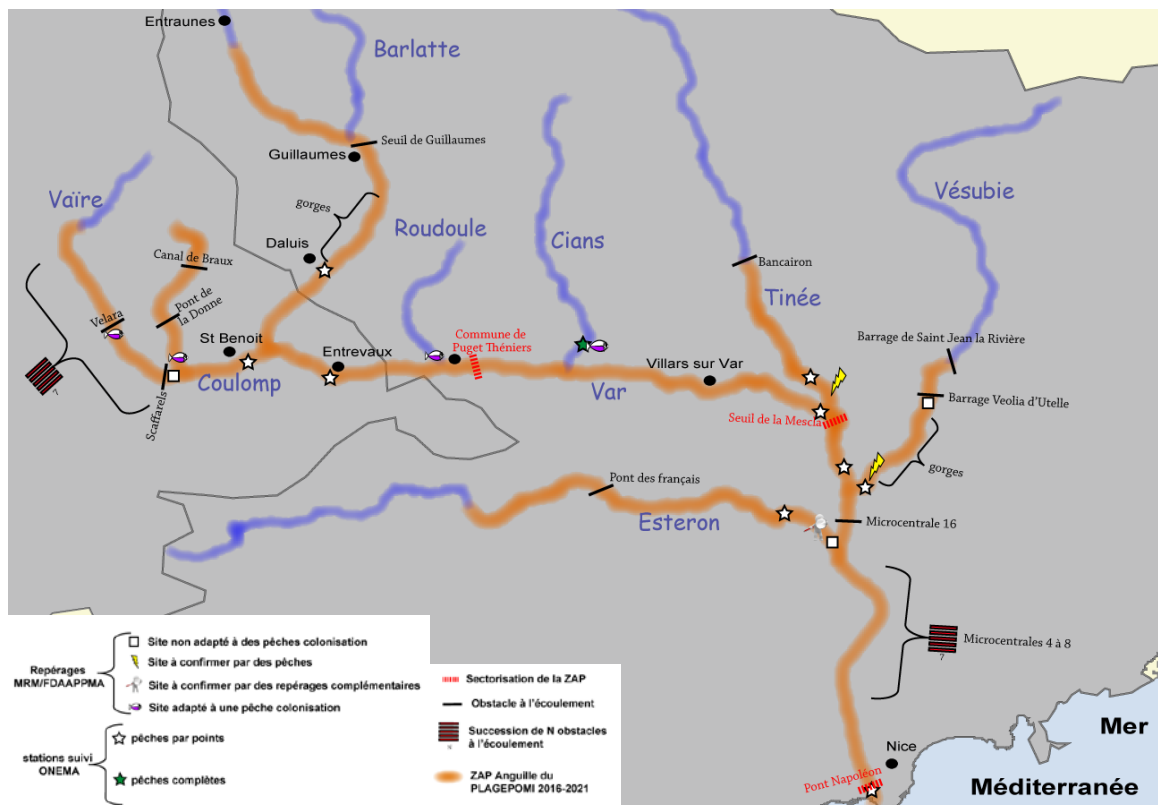 Entraunes
Barlatte
Seuil de Guillaumes
Guillaumes
Vaïre
Vésubie
gorges
Roudoule
Cians
Daluis
Canal de Braux
Bancairon
Tinée
Velara
Pont de
la Donne
St Benoit
Commune de
Puget Théniers
Barrage de Saint Jean la Rivière
Entrevaux
Villars sur Var
Coulomp
Var
7
Scaffarels
Barrage Veolia d'Utelle
Seuil de la Mescla
gorges
Pont des français
Esteron
Microcentrale 16
Microcentrales 4 à 8
7
Repérages
MRM/FDAAPPMA
Site non adapté à des pêches colonisation
Site à confirmer par des pêches
Site à confirmer par des repérages complémentaires
Site adapté à une pêche colonisation
stations suivi
ONEMA
pêches par points
pêches complètes
Sectorisation de la ZAP
Obstacle à l'écoulement
Succession de N obstacles
à l'écoulement
N
ZAP Anguille du
PLAGEPOMI 2016-2021
Nice
Pont Napoléon
Mer
Méditerranée